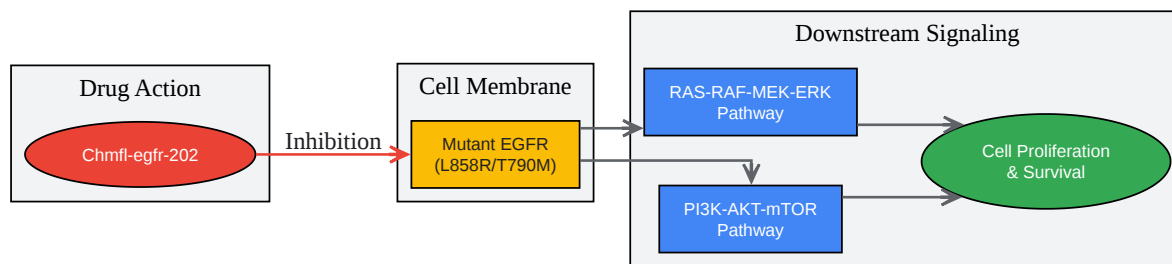 Drug Action
Chmfl-egfr-202
Inhibition
Cell Membrane
Mutant EGFR
(L858R/T790M)
Downstream Signaling
RAS-RAF-MEK-ERK
Pathway
PI3K-AKT-mTOR
Pathway
Cell Proliferation
& Survival